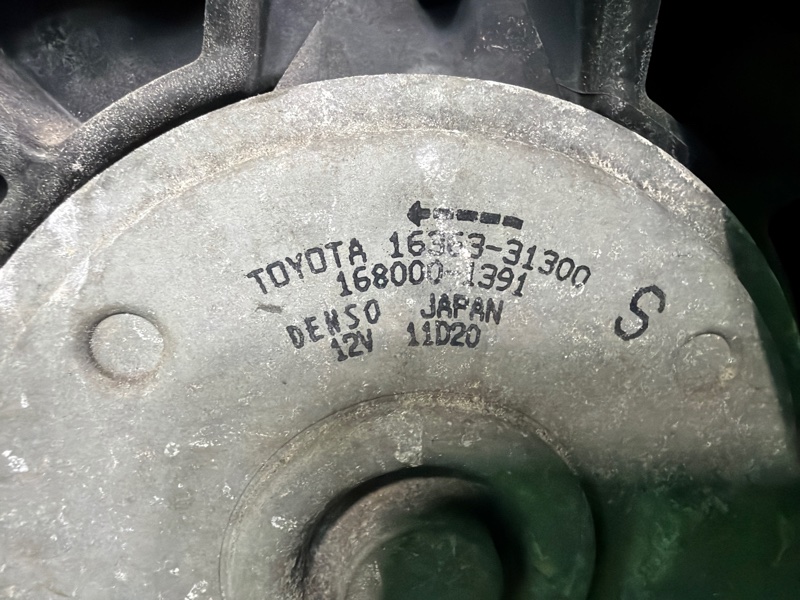 TOYOTA 16363-31300
168000-1391
DENSO JAPAN
12V 11D20
S